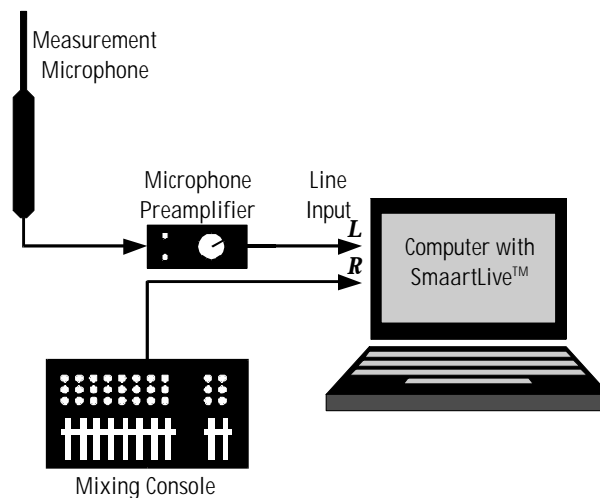 Measurement
Microphone
Microphone
Preamplifier
Line
Input
L
R
Computer with
SmaartLive™
Mixing Console